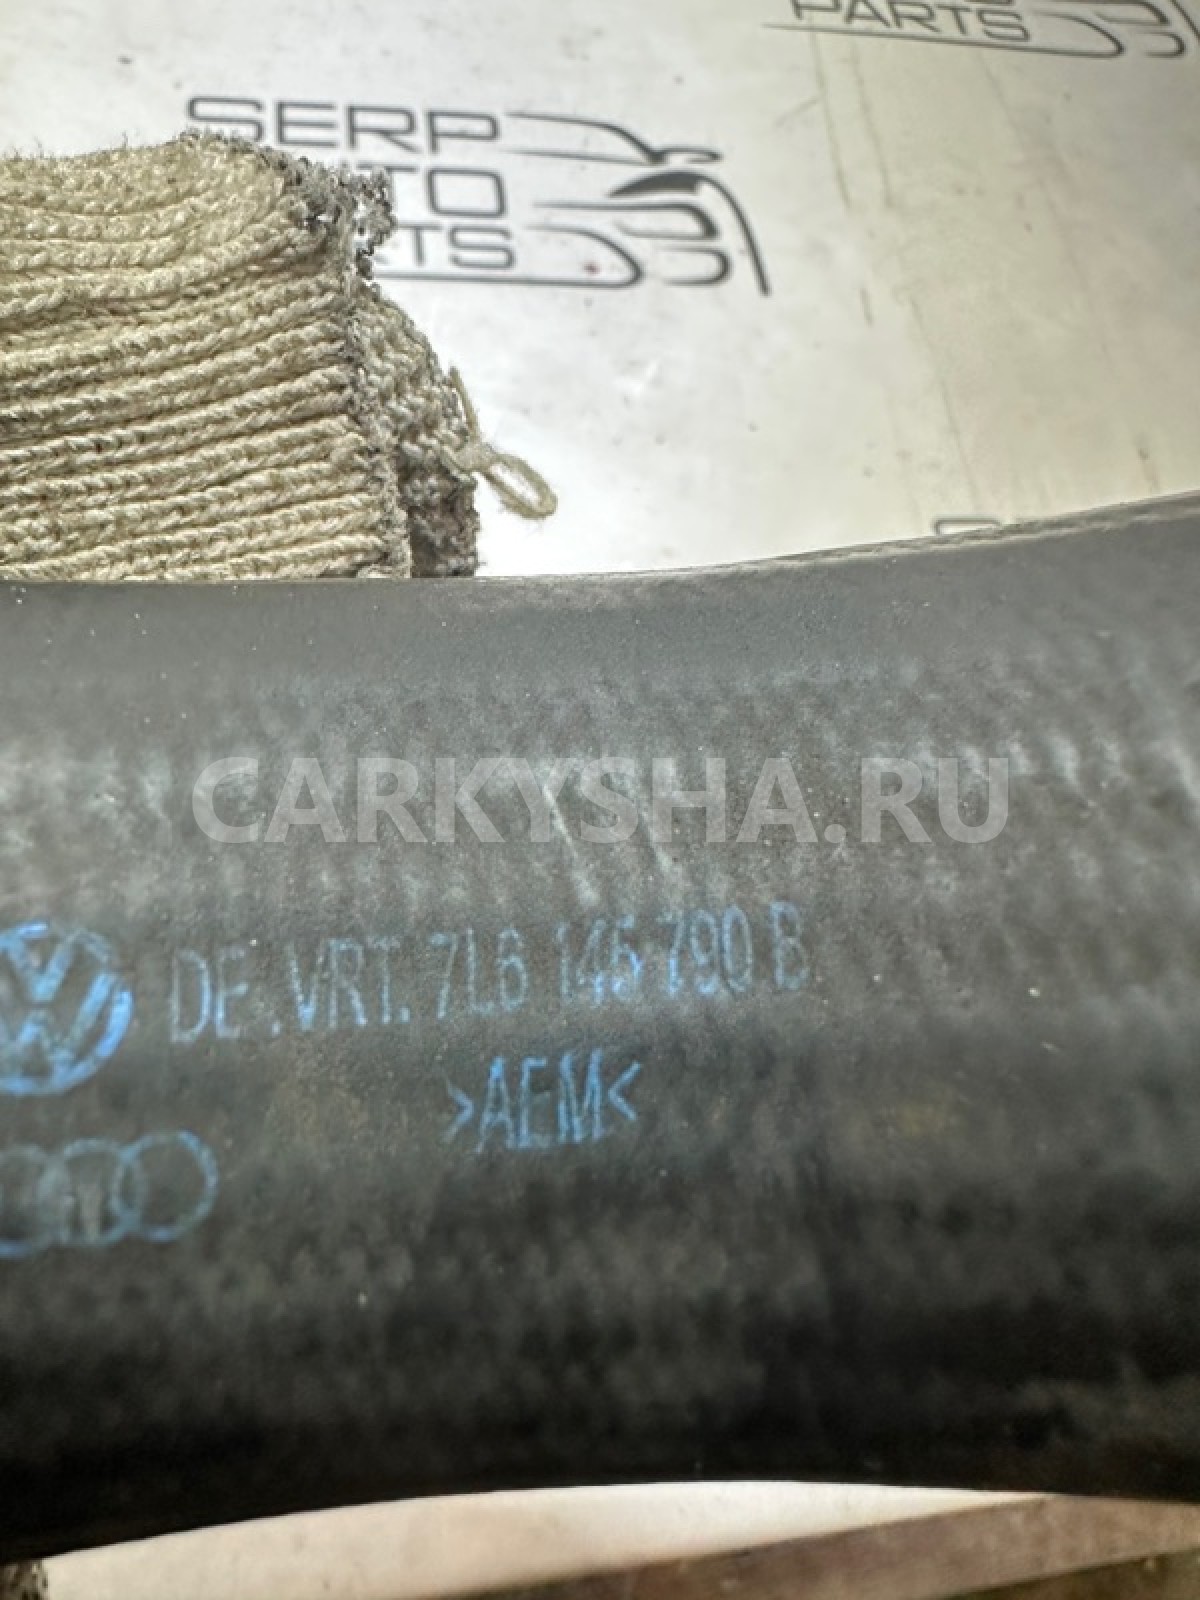 PARTS
SERP
CARKYSHA.RU
DE .VRT. 7L6 145 790 B
>AEM<